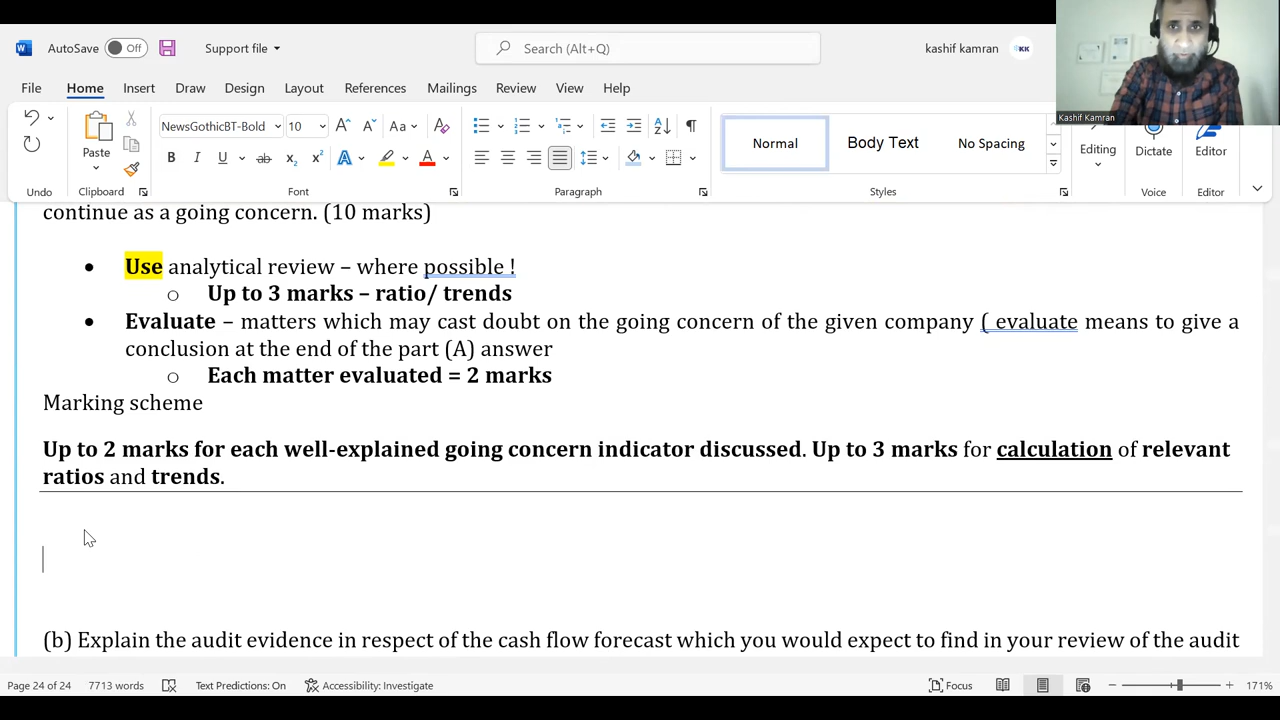 AutoSave Off Support file Search (Alt+Q) kashif kamran KK
File Home Insert Draw Design Layout References Mailings Review View Help
Kashif Kamran
NewsGothicBT-Bold 10 Aa
Paste Normal Body Text No Spacing Editing Dictate Editor
Undo Clipboard Font Paragraph Styles Voice Editor
continue as a going concern. (10 marks)
• Use analytical review – where possible !
o Up to 3 marks – ratio/ trends
• Evaluate – matters which may cast doubt on the going concern of the given company ( evaluate means to give a
conclusion at the end of the part (A) answer
o Each matter evaluated = 2 marks
Marking scheme
Up to 2 marks for each well-explained going concern indicator discussed. Up to 3 marks for calculation of relevant
ratios and trends.
(b) Explain the audit evidence in respect of the cash flow forecast which you would expect to find in your review of the audit
Page 24 of 24 7713 words Text Predictions: On Accessibility: Investigate Focus 171%